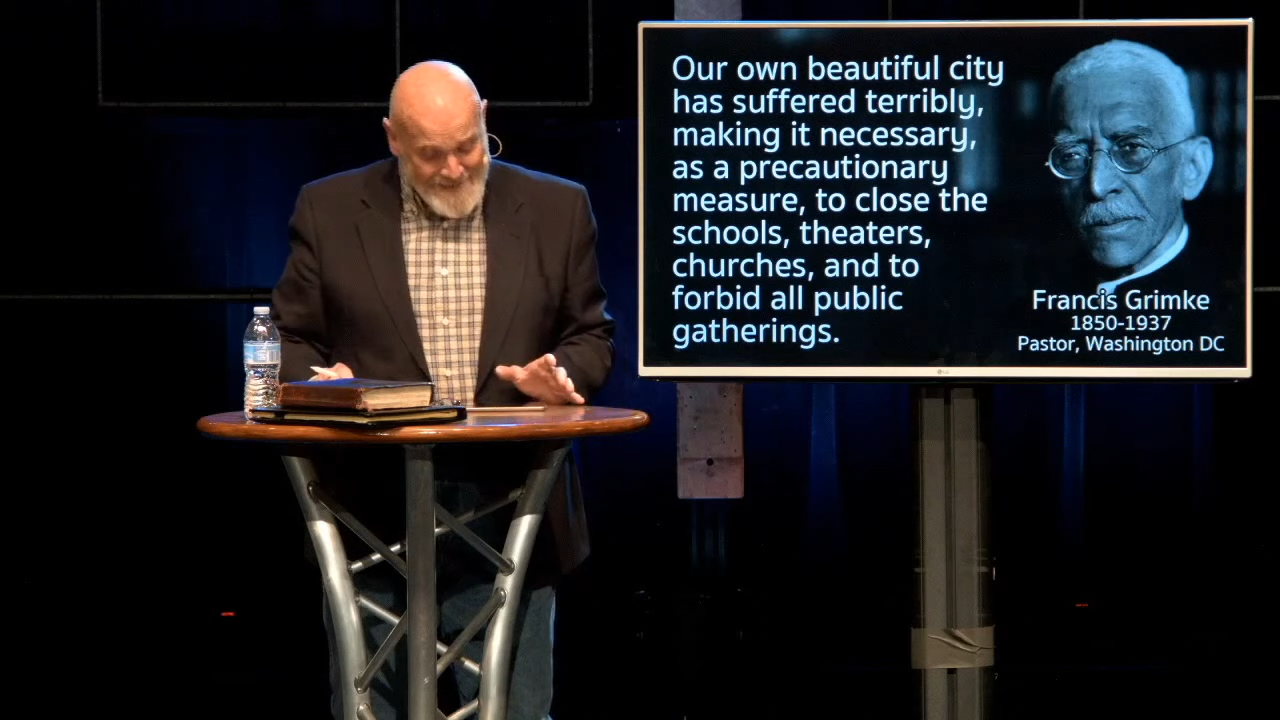 Our own beautiful city
has suffered terribly,
making it necessary,
as a precautionary
measure, to close the
schools, theaters,
churches, and to
forbid all public
gatherings.
Francis Grimke
1850-1937
Pastor, Washington DC
LG